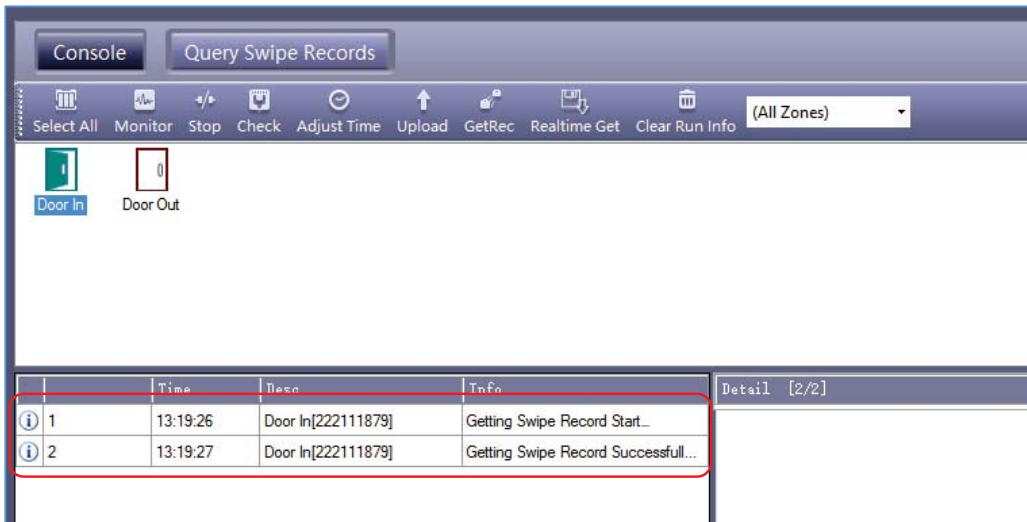 Console Query Swipe Records
Select All Monitor Stop Check Adjust Time Upload GetRec Realtime Get Clear Run Info (All Zones)
Door In Door Out
Time Desc Info Detail [2/2]
1 13:19:26 Door In[222111879] Getting Swipe Record Start...
2 13:19:27 Door In[222111879] Getting Swipe Record Successfull...